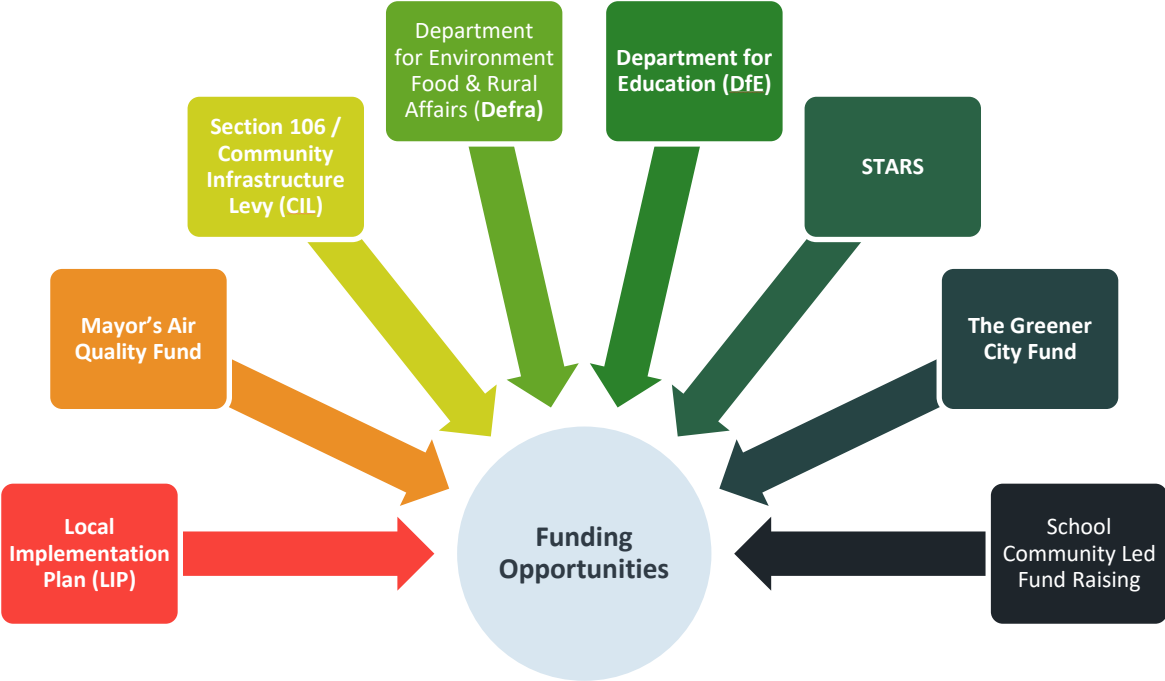 Local
Implementation
Plan (LIP)
Mayor’s Air
Quality Fund
Section 106 /
Community
Infrastructure
Levy (CIL)
Department
for Environment
Food & Rural
Affairs (Defra)
Department for
Education (DfE)
STARS
The Greener
City Fund
School
Community Led
Fund Raising
Funding
Opportunities